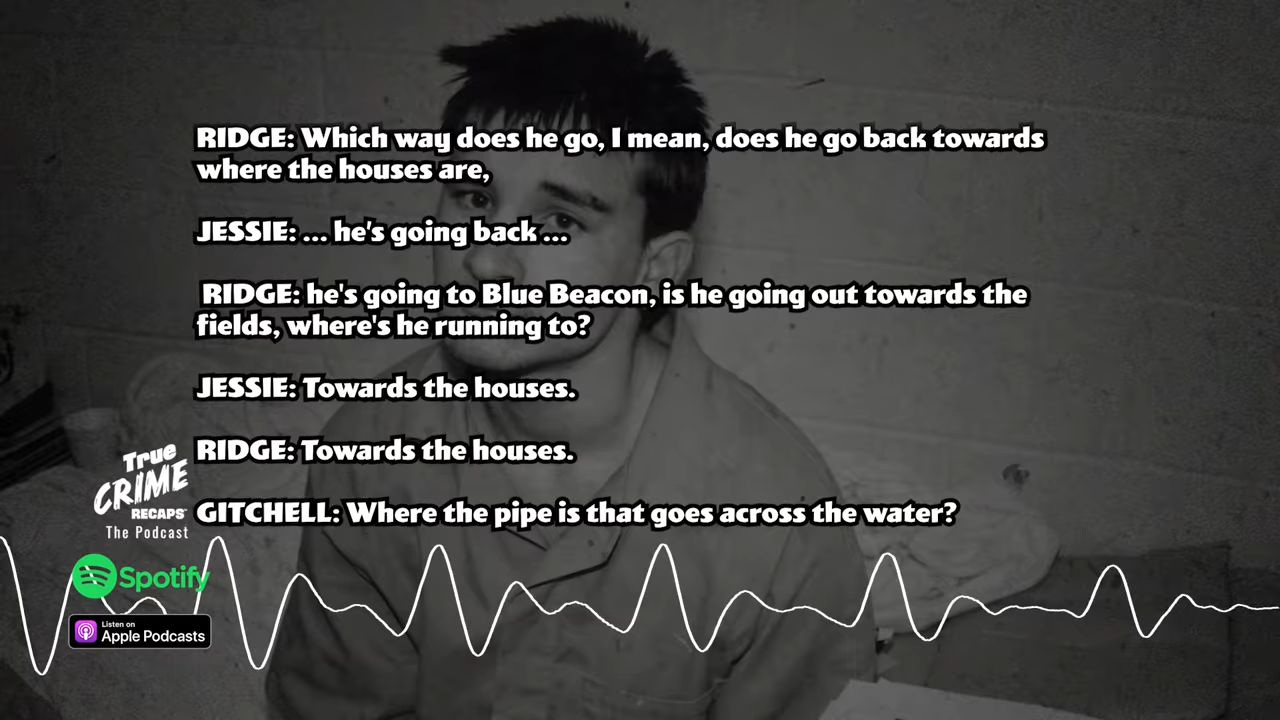 RIDGE: Which way does he go, I mean, does he go back towards
where the houses are,
JESSIE: ... he's going back ...
RIDGE: he's going to Blue Beacon, is he going out towards the
fields, where's he running to?
JESSIE: Towards the houses.
RIDGE: Towards the houses.
GITCHELL: Where the pipe is that goes across the water?
True
CRIME
RECAPS
The Podcast
Spotify
Listen on
Apple Podcasts